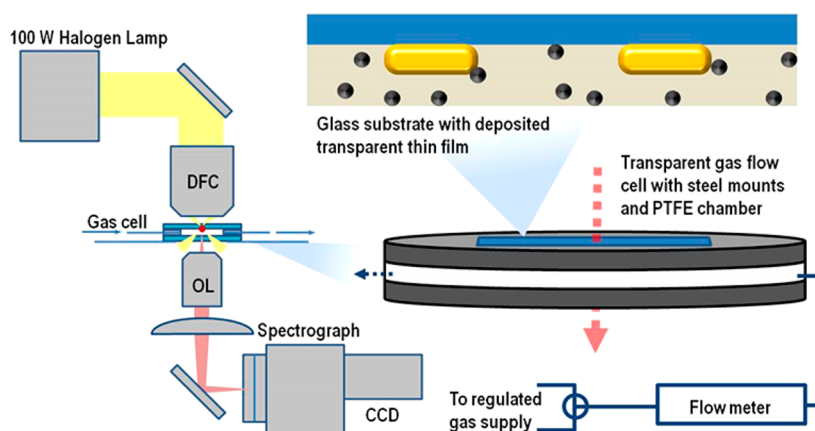 100 W Halogen Lamp
DFC
Gas cell
OL
Spectrograph
CCD
Glass substrate with deposited
transparent thin film
Transparent gas flow
cell with steel mounts
and PTFE chamber
To regulated
gas supply
Flow meter